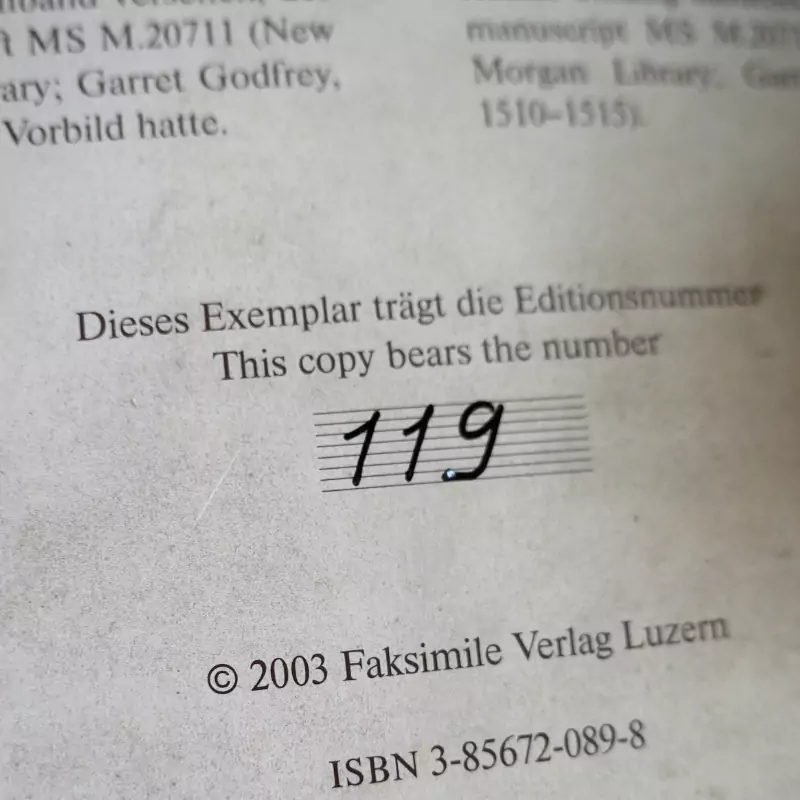 MS M.20711 (New
ary; Garret Godfrey,
Vorbild hatte.
manuscript MS M.2071
Morgan Library; Garr
1510–1515).
Dieses Exemplar trägt die Editionsnummer
This copy bears the number
119
© 2003 Faksimile Verlag Luzern
ISBN 3-85672-089-8